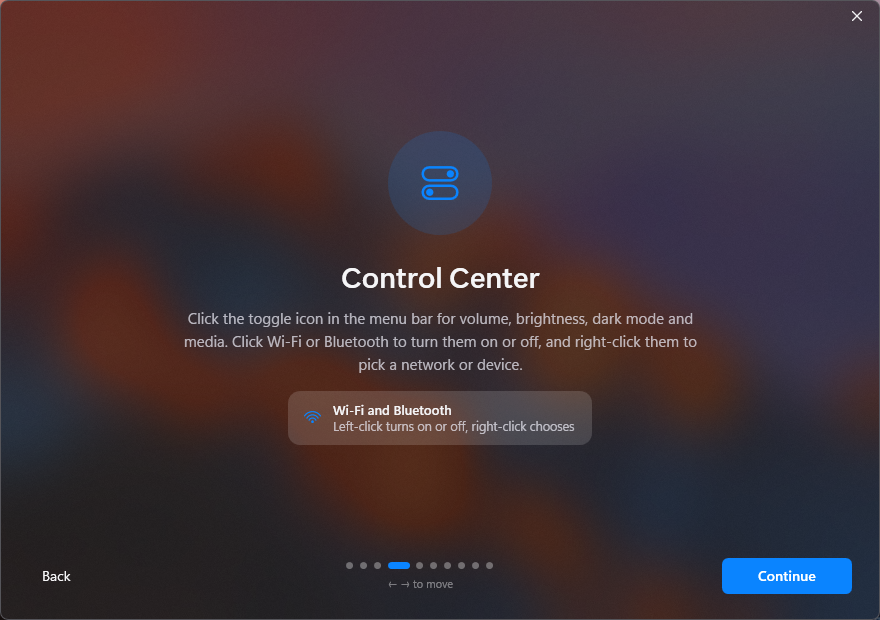 Control Center
Click the toggle icon in the menu bar for volume, brightness, dark mode and
media. Click Wi-Fi or Bluetooth to turn them on or off, and right-click them to
pick a network or device.
Wi-Fi and Bluetooth
Left-click turns on or off, right-click chooses
Back
← → to move
Continue